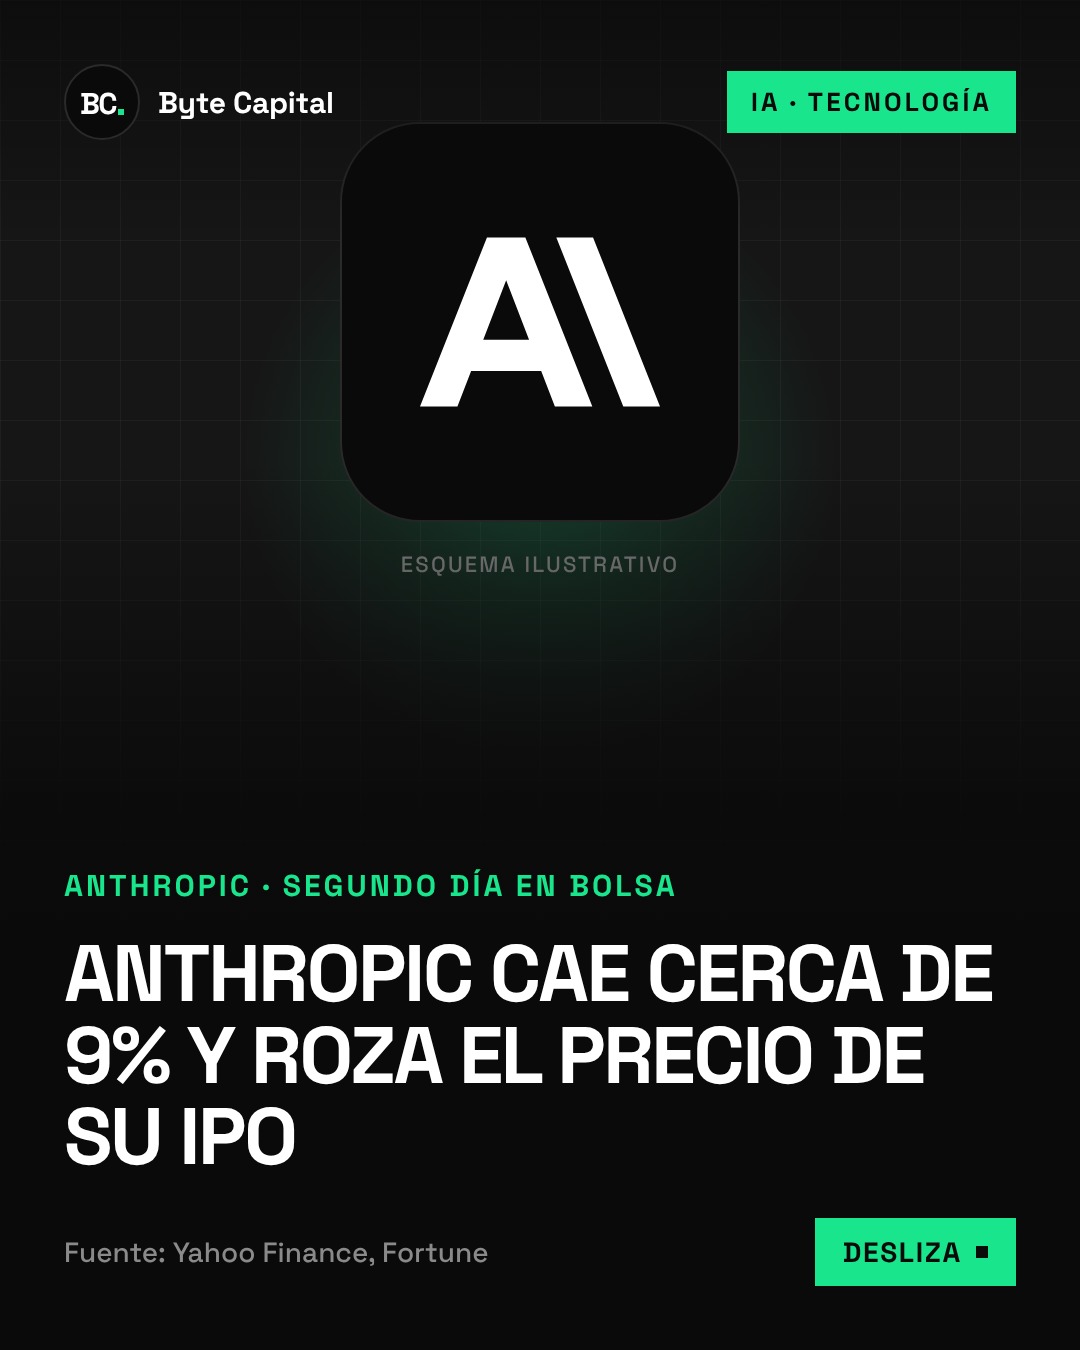 BC.
Byte Capital
IA · TECNOLOGÍA
A\
ESQUEMA ILUSTRATIVO
ANTHROPIC · SEGUNDO DÍA EN BOLSA
ANTHROPIC CAE CERCA DE
9% Y ROZA EL PRECIO DE
SU IPO
Fuente: Yahoo Finance, Fortune
DESLIZA